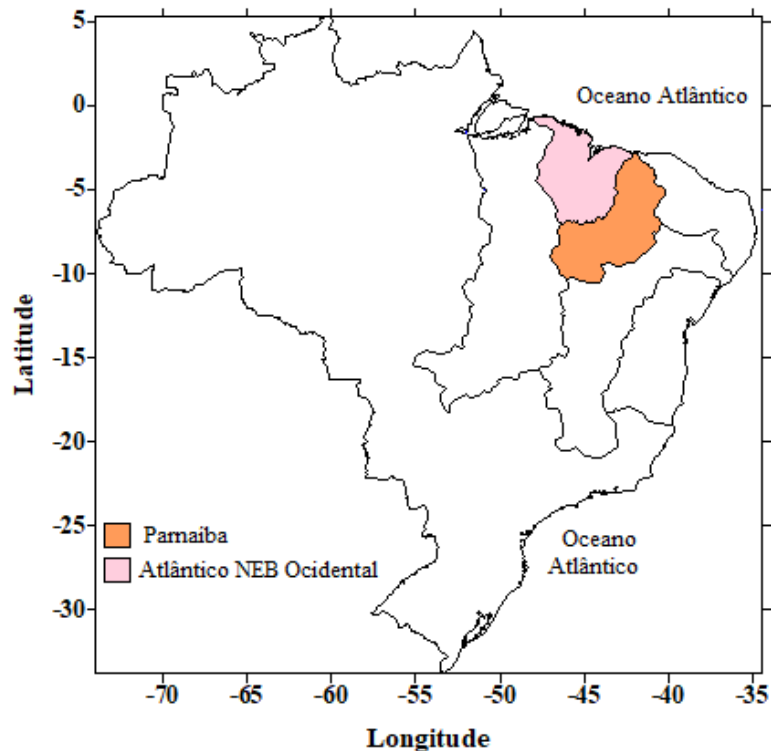 5
0
-5
-10
-15
-20
-25
-30
Latitude
Oceano Atlântico
Oceano
Atlântico
Parnaiba
Atlântico NEB Ocidental
-70 -65 -60 -55 -50 -45 -40 -35
Longitude